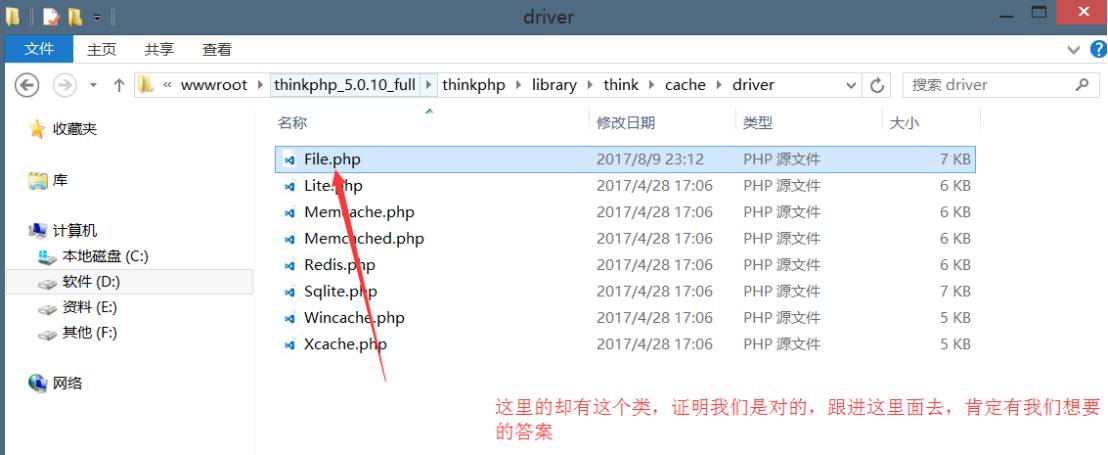 driver
文件 主页 共享 查看
« wwwroot thinkphp_5.0.10_full thinkphp library think cache driver 搜索 driver
收藏夹
库
计算机
本地磁盘 (C:)
软件 (D:)
资料 (E:)
其他 (F:)
网络
名称 修改日期 类型 大小
File.php 2017/8/9 23:12 PHP 源文件 7 KB
Lite.php 2017/4/28 17:06 PHP 源文件 6 KB
Memcache.php 2017/4/28 17:06 PHP 源文件 6 KB
Memcached.php 2017/4/28 17:06 PHP 源文件 6 KB
Redis.php 2017/4/28 17:06 PHP 源文件 6 KB
Sqlite.php 2017/4/28 17:06 PHP 源文件 7 KB
Wincache.php 2017/4/28 17:06 PHP 源文件 5 KB
Xcache.php 2017/4/28 17:06 PHP 源文件 5 KB
这里的却有这个类，证明我们是对的，跟进这里面去，肯定有我们想要
的答案